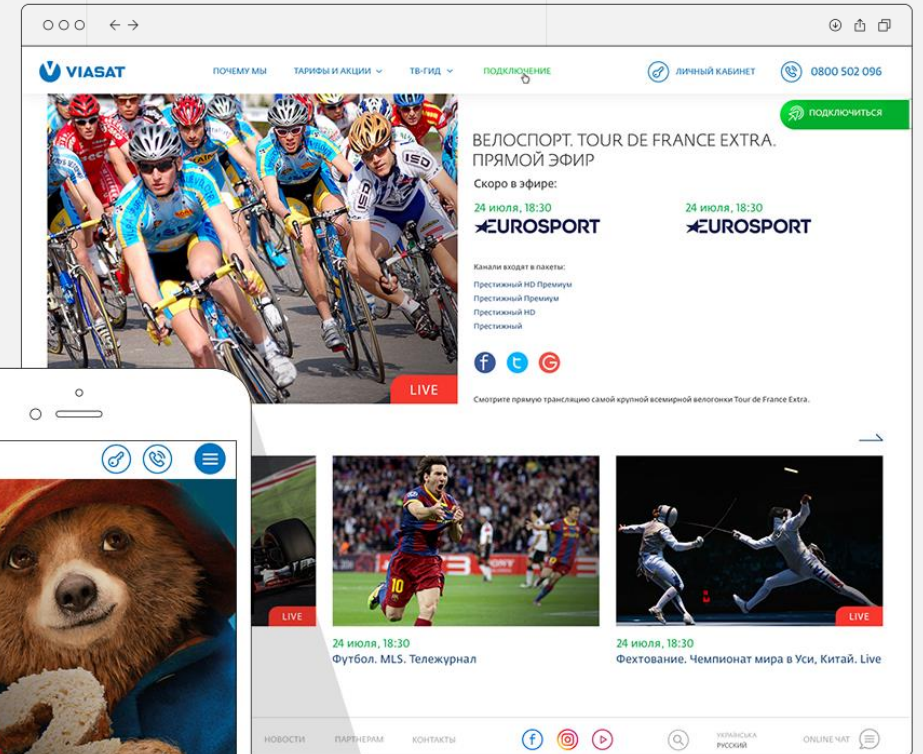 VIASAT
ПОЧЕМУ МЫ
ТАРИФЫ И АКЦИИ
ТВ-ГИД
ПОДКЛЮЧЕНИЕ
ЛИЧНЫЙ КАБИНЕТ
0800 502 096
ПОДКЛЮЧИТЬСЯ
ВЕЛОСПОРТ. TOUR DE FRANCE EXTRA.
ПРЯМОЙ ЭФИР
Скоро в эфире:
24 июля, 18:30
EUROSPORT
24 июля, 18:30
EUROSPORT
Канали входят в пакеты:
Престижный HD Премиум
Престижный Премиум
Престижный HD
Престижный
LIVE
Смотрите прямую трансляцию самой крупной всемирной велогонки Tour de France Extra.
ISD
LIVE
SONY
10
24 июля, 18:30
Футбол. MLS. Тележурнал
LIVE
24 июля, 18:30
Фехтование. Чемпионат мира в Уси, Китай. Live
НОВОСТИ
ПАРТНЕРАМ
КОНТАКТЫ
УКРАЇНСЬКА
РУССКИЙ
ONLINE ЧАТ